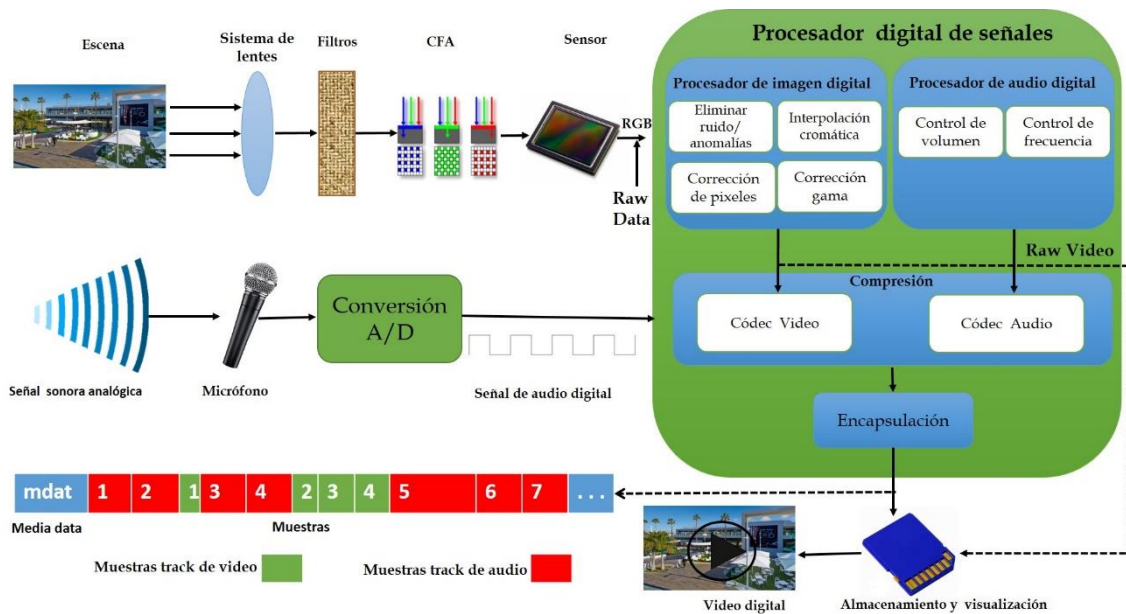 Escena
Sistema de
lentes
Filtros
CFA
Sensor
RGB
Raw
Data
Procesador digital de señales
Procesador de imagen digital
Eliminar
ruido/
anomalías
Interpolación
cromática
Corrección
de pixeles
Corrección
gama
Procesador de audio digital
Control de
volumen
Control de
frecuencia
Raw Video
Compresión
Códec Video
Códec Audio
Encapsulación
Señal sonora analógica
Micrófono
Conversión
A/D
Señal de audio digital
mdat
1
2
1
3
4
2
3
4
5
6
7
...
Media data
Muestras
Muestras track de video
Muestras track de audio
Video digital
Almacenamiento y visualización